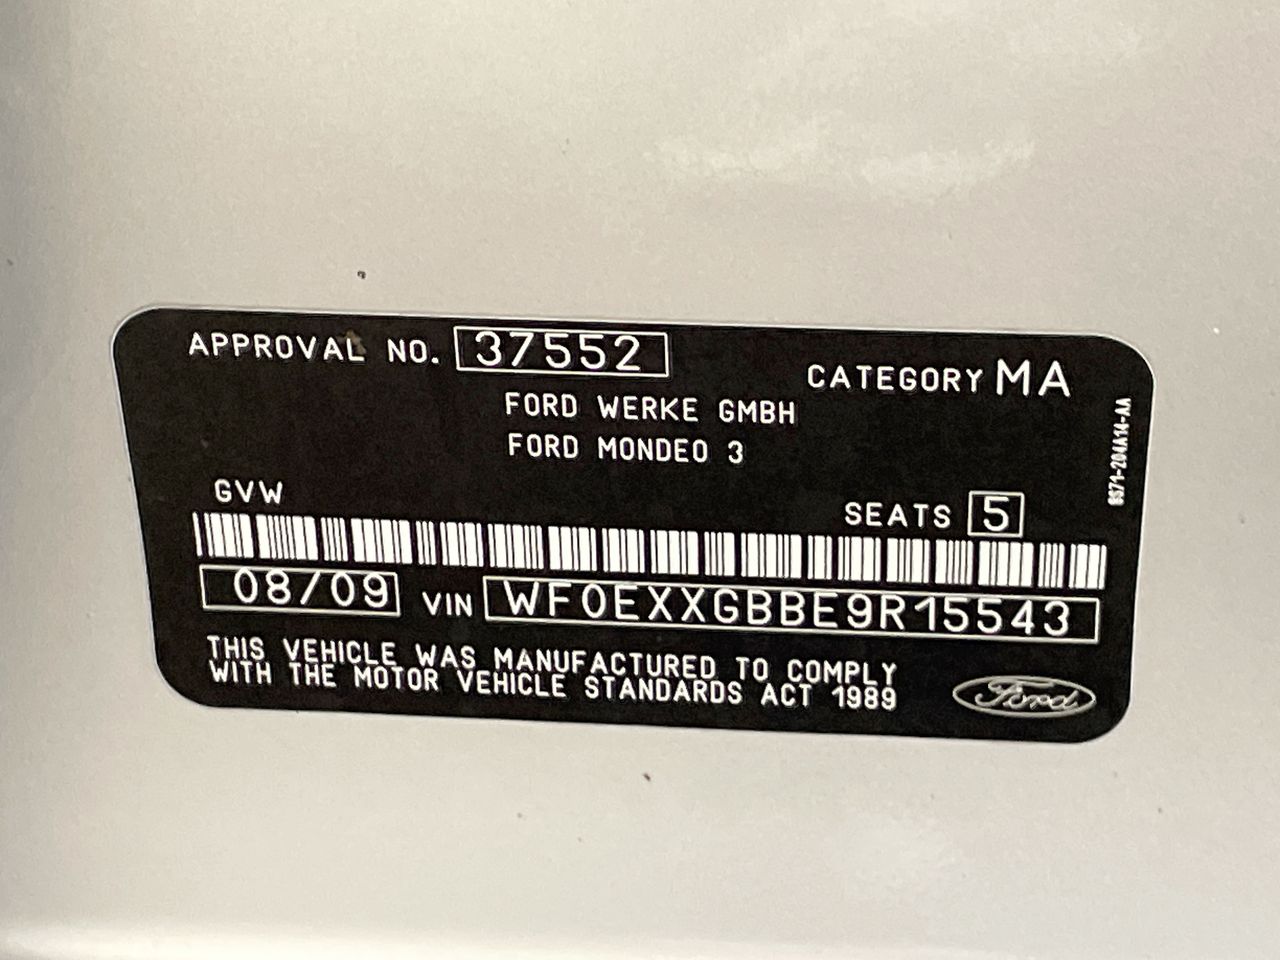 APPROVAL NO. 37552
CATEGORY MA
FORD WERKE GMBH
FORD MONDEO 3
GVW
SEATS 5
08/09 VIN WF0EXXGBBE9R15543
THIS VEHICLE WAS MANUFACTURED TO COMPLY
WITH THE MOTOR VEHICLE STANDARDS ACT 1989
Ford